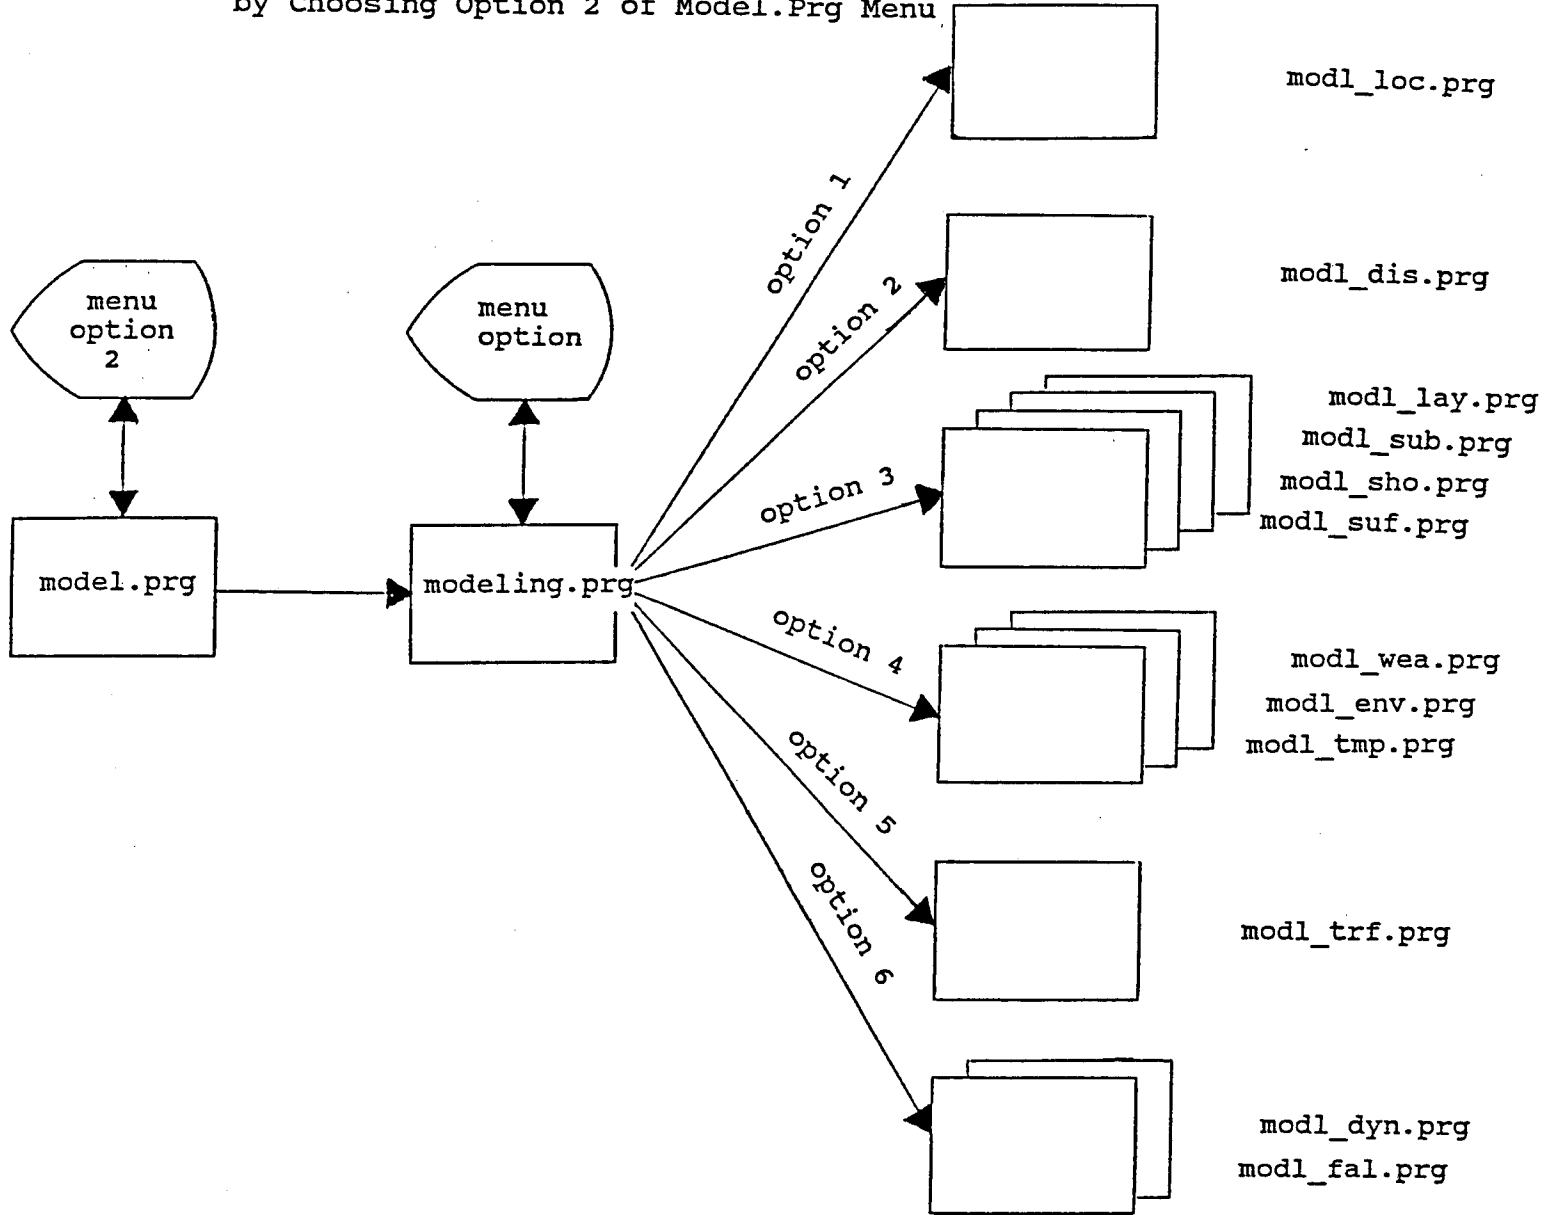 by Choosing Option 2 of Model.Prg Menu
modl_loc.prg
option 1
modl_dis.prg
option 2
menu
option
2
menu
option
modl_lay.prg
modl_sub.prg
modl_sho.prg
modl_suf.prg
option 3
model.prg
modeling.prg
option 4
modl_wea.prg
modl_env.prg
modl_tmp.prg
option 5
modl_trf.prg
option 6
modl_dyn.prg
modl_fal.prg